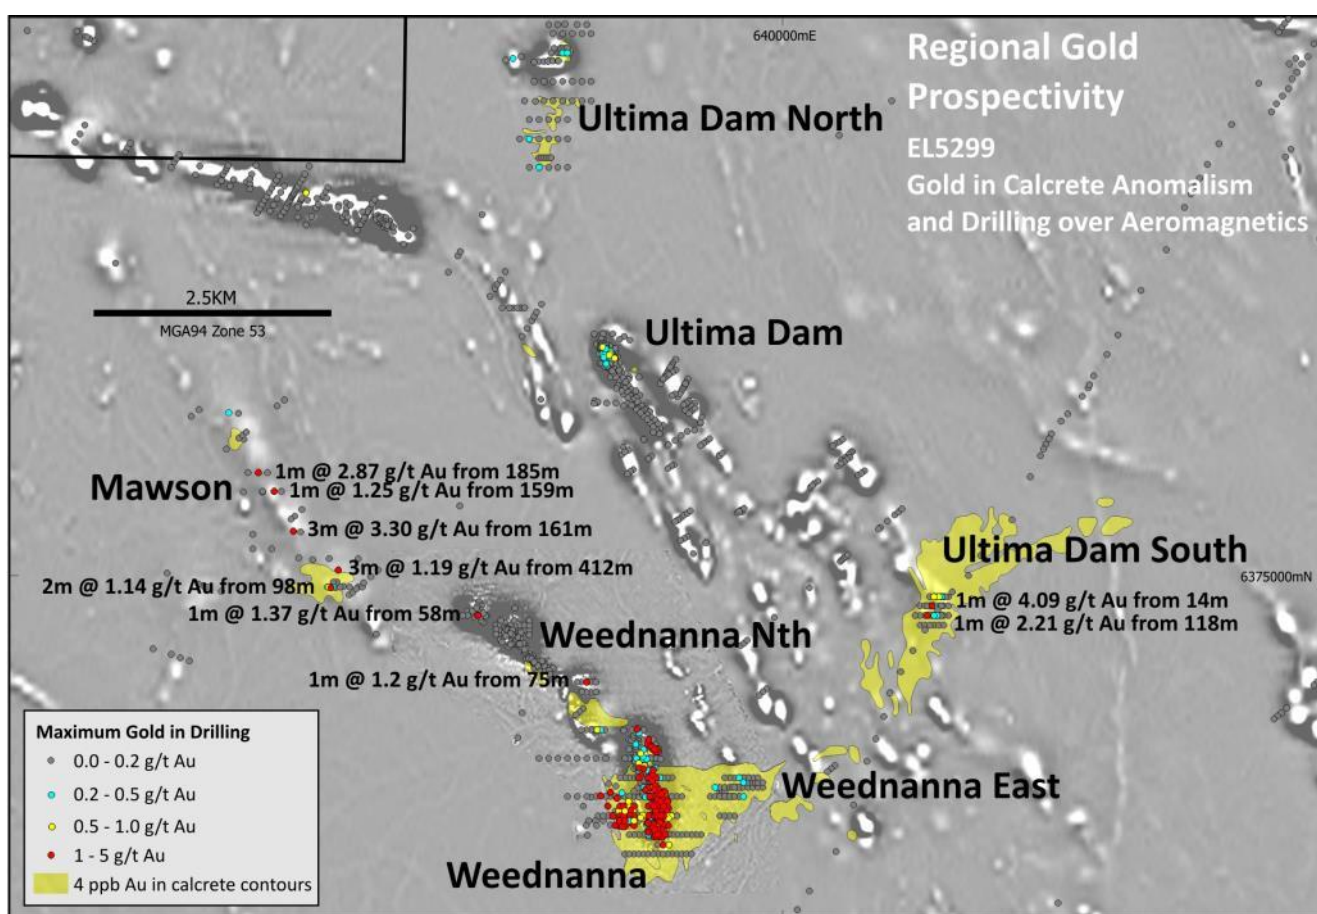 640000mE
Regional Gold
Prospectivity
EL5299
Gold in Calcrete Anomalism
and Drilling over Aeromagnetics
Ultima Dam North
2.5KM
MGA94 Zone 53
Ultima Dam
Mawson
1m @ 2.87 g/t Au from 185m
1m @ 1.25 g/t Au from 159m
3m @ 3.30 g/t Au from 161m
3m @ 1.19 g/t Au from 412m
2m @ 1.14 g/t Au from 98m
1m @ 1.37 g/t Au from 58m
Ultima Dam South
6375000mN
1m @ 4.09 g/t Au from 14m
1m @ 2.21 g/t Au from 118m
Weednanna Nth
1m @ 1.2 g/t Au from 75m
Weednanna East
Weednanna
Maximum Gold in Drilling
0.0 - 0.2 g/t Au
0.2 - 0.5 g/t Au
0.5 - 1.0 g/t Au
1 - 5 g/t Au
4 ppb Au in calcrete contours